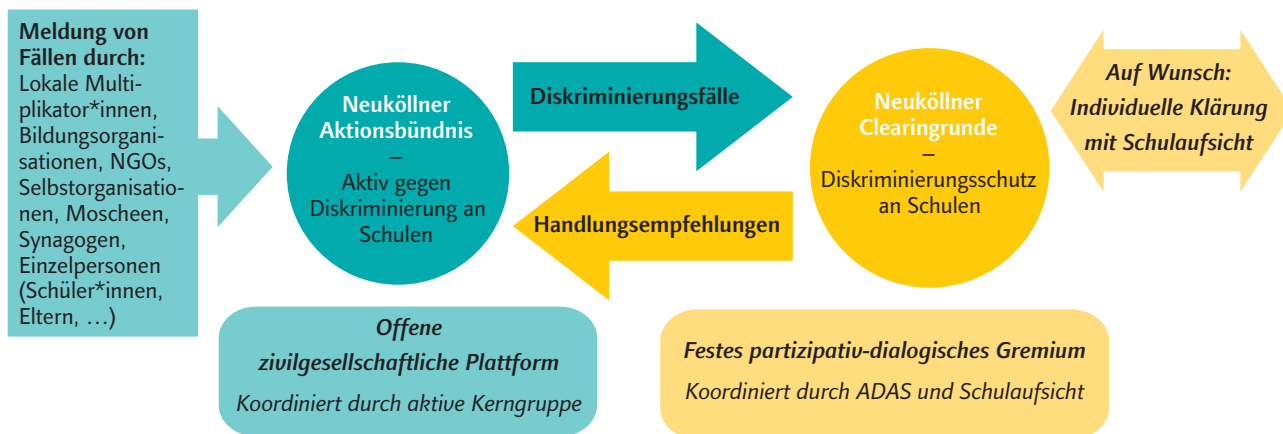 Meldung von
Fällen durch:
Lokale Multi-
plikator*innen,
Bildungsorgani-
sationen, NGOs,
Selbstorganisatio-
nen, Moscheen,
Synagogen,
Einzelpersonen
(Schüler*innen,
Eltern, …)
Neuköllner
Aktionsbündnis
–
Aktiv gegen
Diskriminierung an
Schulen
Diskriminierungsfälle
Handlungsempfehlungen
Neuköllner
Clearingrunde
–
Diskriminierungsschutz
an Schulen
Auf Wunsch:
Individuelle Klärung
mit Schulaufsicht
Offene
zivilgesellschaftliche Plattform
Koordiniert durch aktive Kerngruppe
Festes partizipativ-dialogisches Gremium
Koordiniert durch ADAS und Schulaufsicht